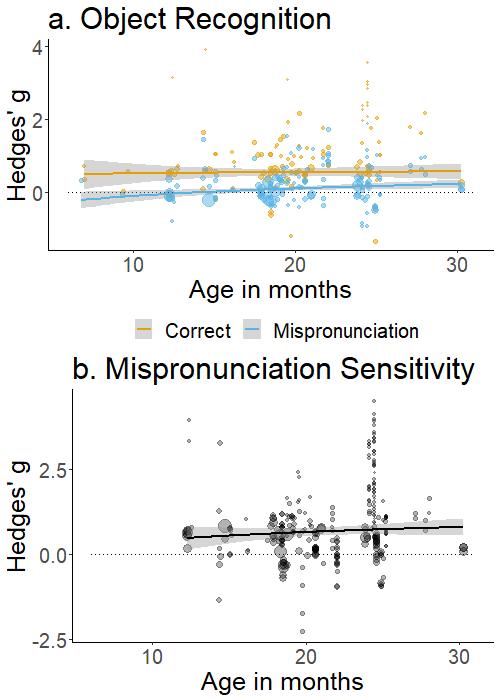 a. Object Recognition
4
2
0
Hedges' g
10 20 30
Age in months
Correct Mispronunciation
b. Mispronunciation Sensitivity
2.5
0.0
-2.5
Hedges' g
10 20 30
Age in months